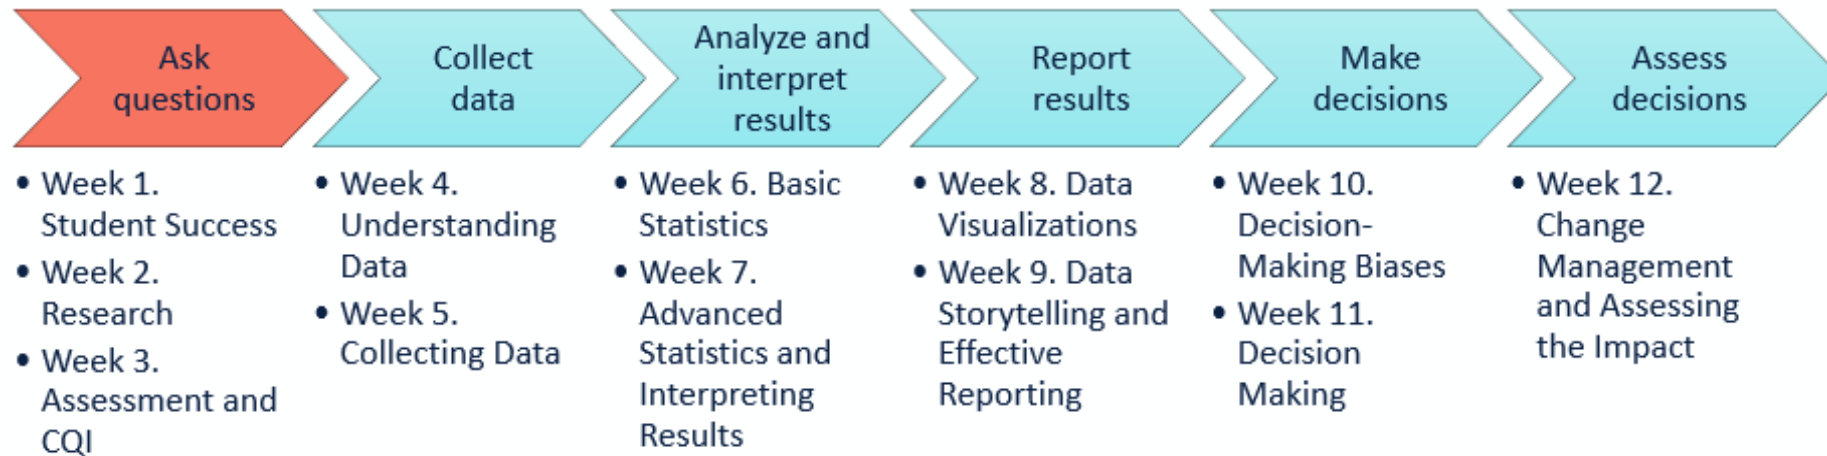 Ask
questions
Collect
data
Analyze and
interpret
results
Report
results
Make
decisions
Assess
decisions
• Week 1.
Student Success
• Week 2.
Research
• Week 3.
Assessment and
CQI
• Week 4.
Understanding
Data
• Week 5.
Collecting Data
• Week 6. Basic
Statistics
• Week 7.
Advanced
Statistics and
Interpreting
Results
• Week 8. Data
Visualizations
• Week 9. Data
Storytelling and
Effective
Reporting
• Week 10.
Decision-
Making Biases
• Week 11.
Decision
Making
• Week 12.
Change
Management
and Assessing
the Impact